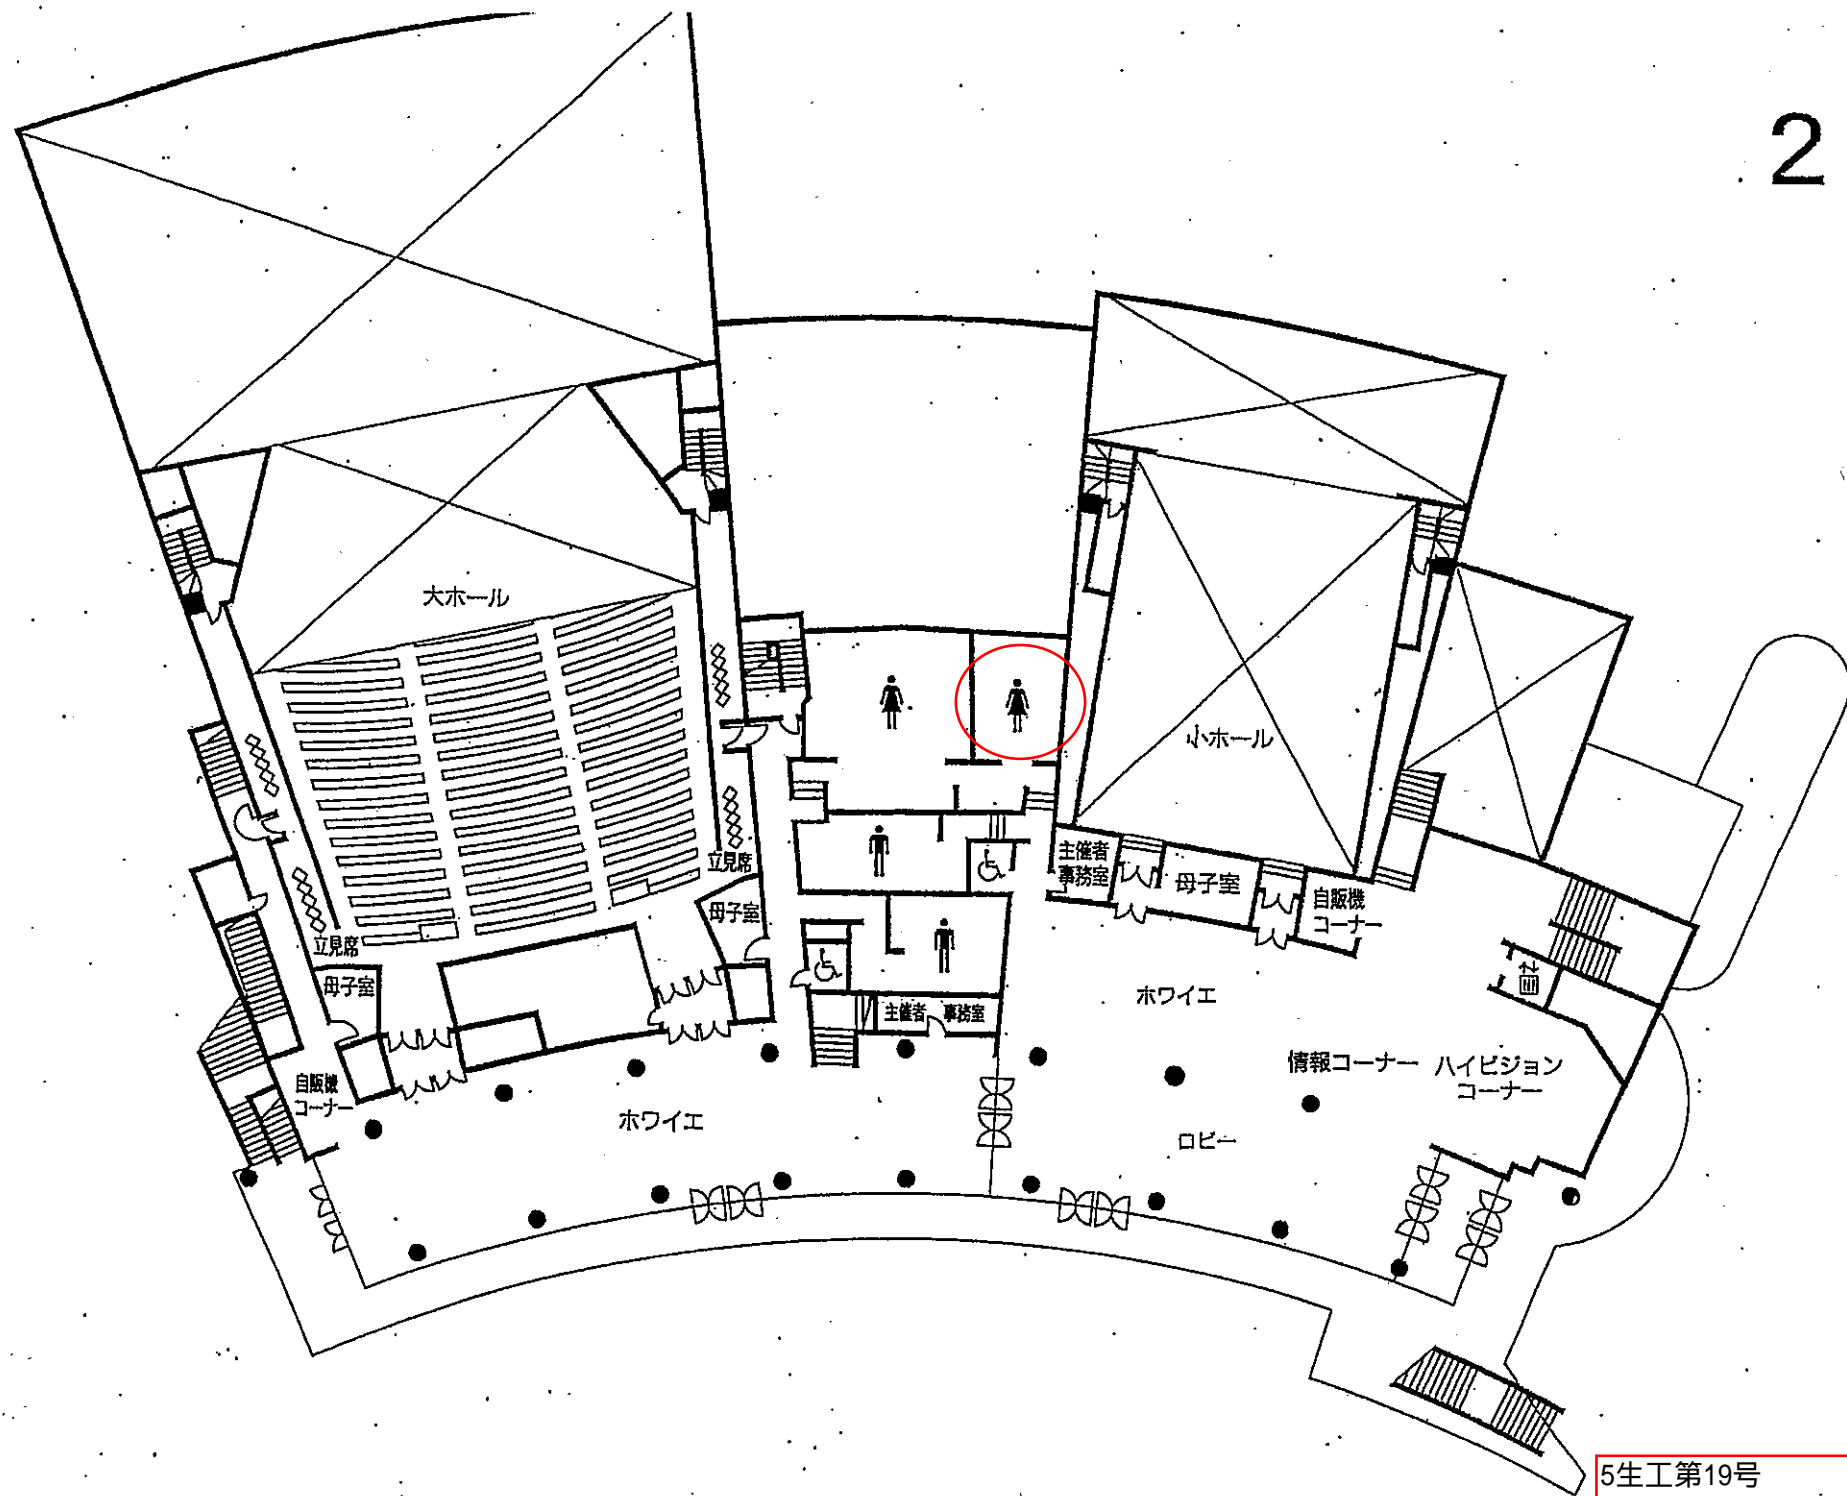 2
大ホール
小ホール
立見席
主催者
事務室
母子室
自販機
コーナー
母子室
立見席
母子室
ホワイエ
主催者 事務室
情報コーナー
ハイビジョン
コーナー
自販機
コーナー
ホワイエ
ロビー
5生工第19号